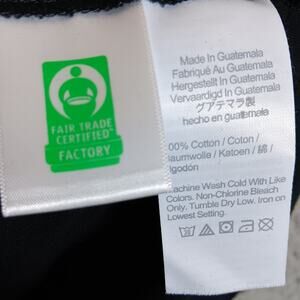 FAIR TRADE
CERTIFIED™
FACTORY
Made In Guatemala
Fabriqué Au Guatemala
Hergestellt In Guatemala
Vervaardigd In Guatemala
グアテマラ製
hecho en guatemala
00% Cotton / Coton /
aumwolle / Katoen / 綿 /
lgodón
achine Wash Cold With Like
Colors. Non-Chlorine Bleach
Only. Tumble Dry Low. Iron on
Lowest Setting.